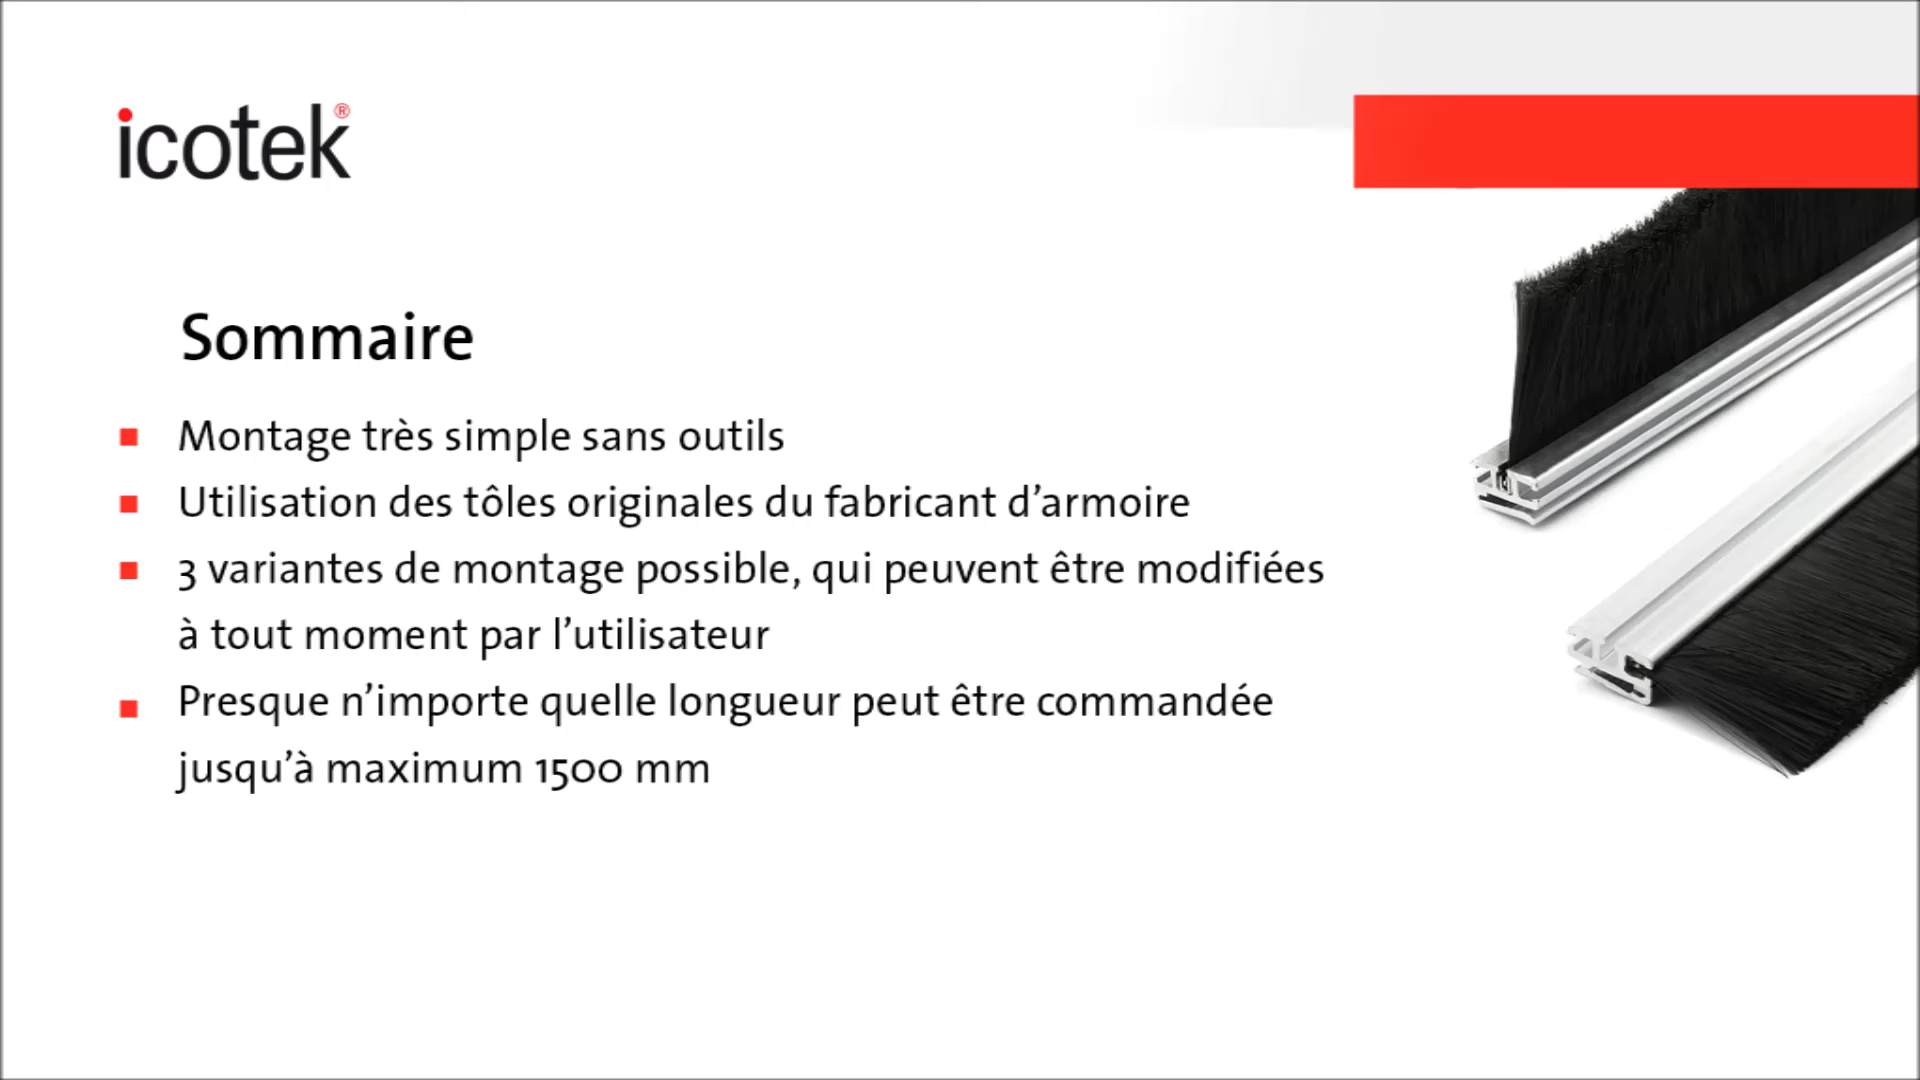 icotek®
Sommaire
Montage très simple sans outils
Utilisation des tôles originales du fabricant d’armoire
3 variantes de montage possible, qui peuvent être modifiées
à tout moment par l’utilisateur
Presque n’importe quelle longueur peut être commandée
jusqu’à maximum 1500 mm